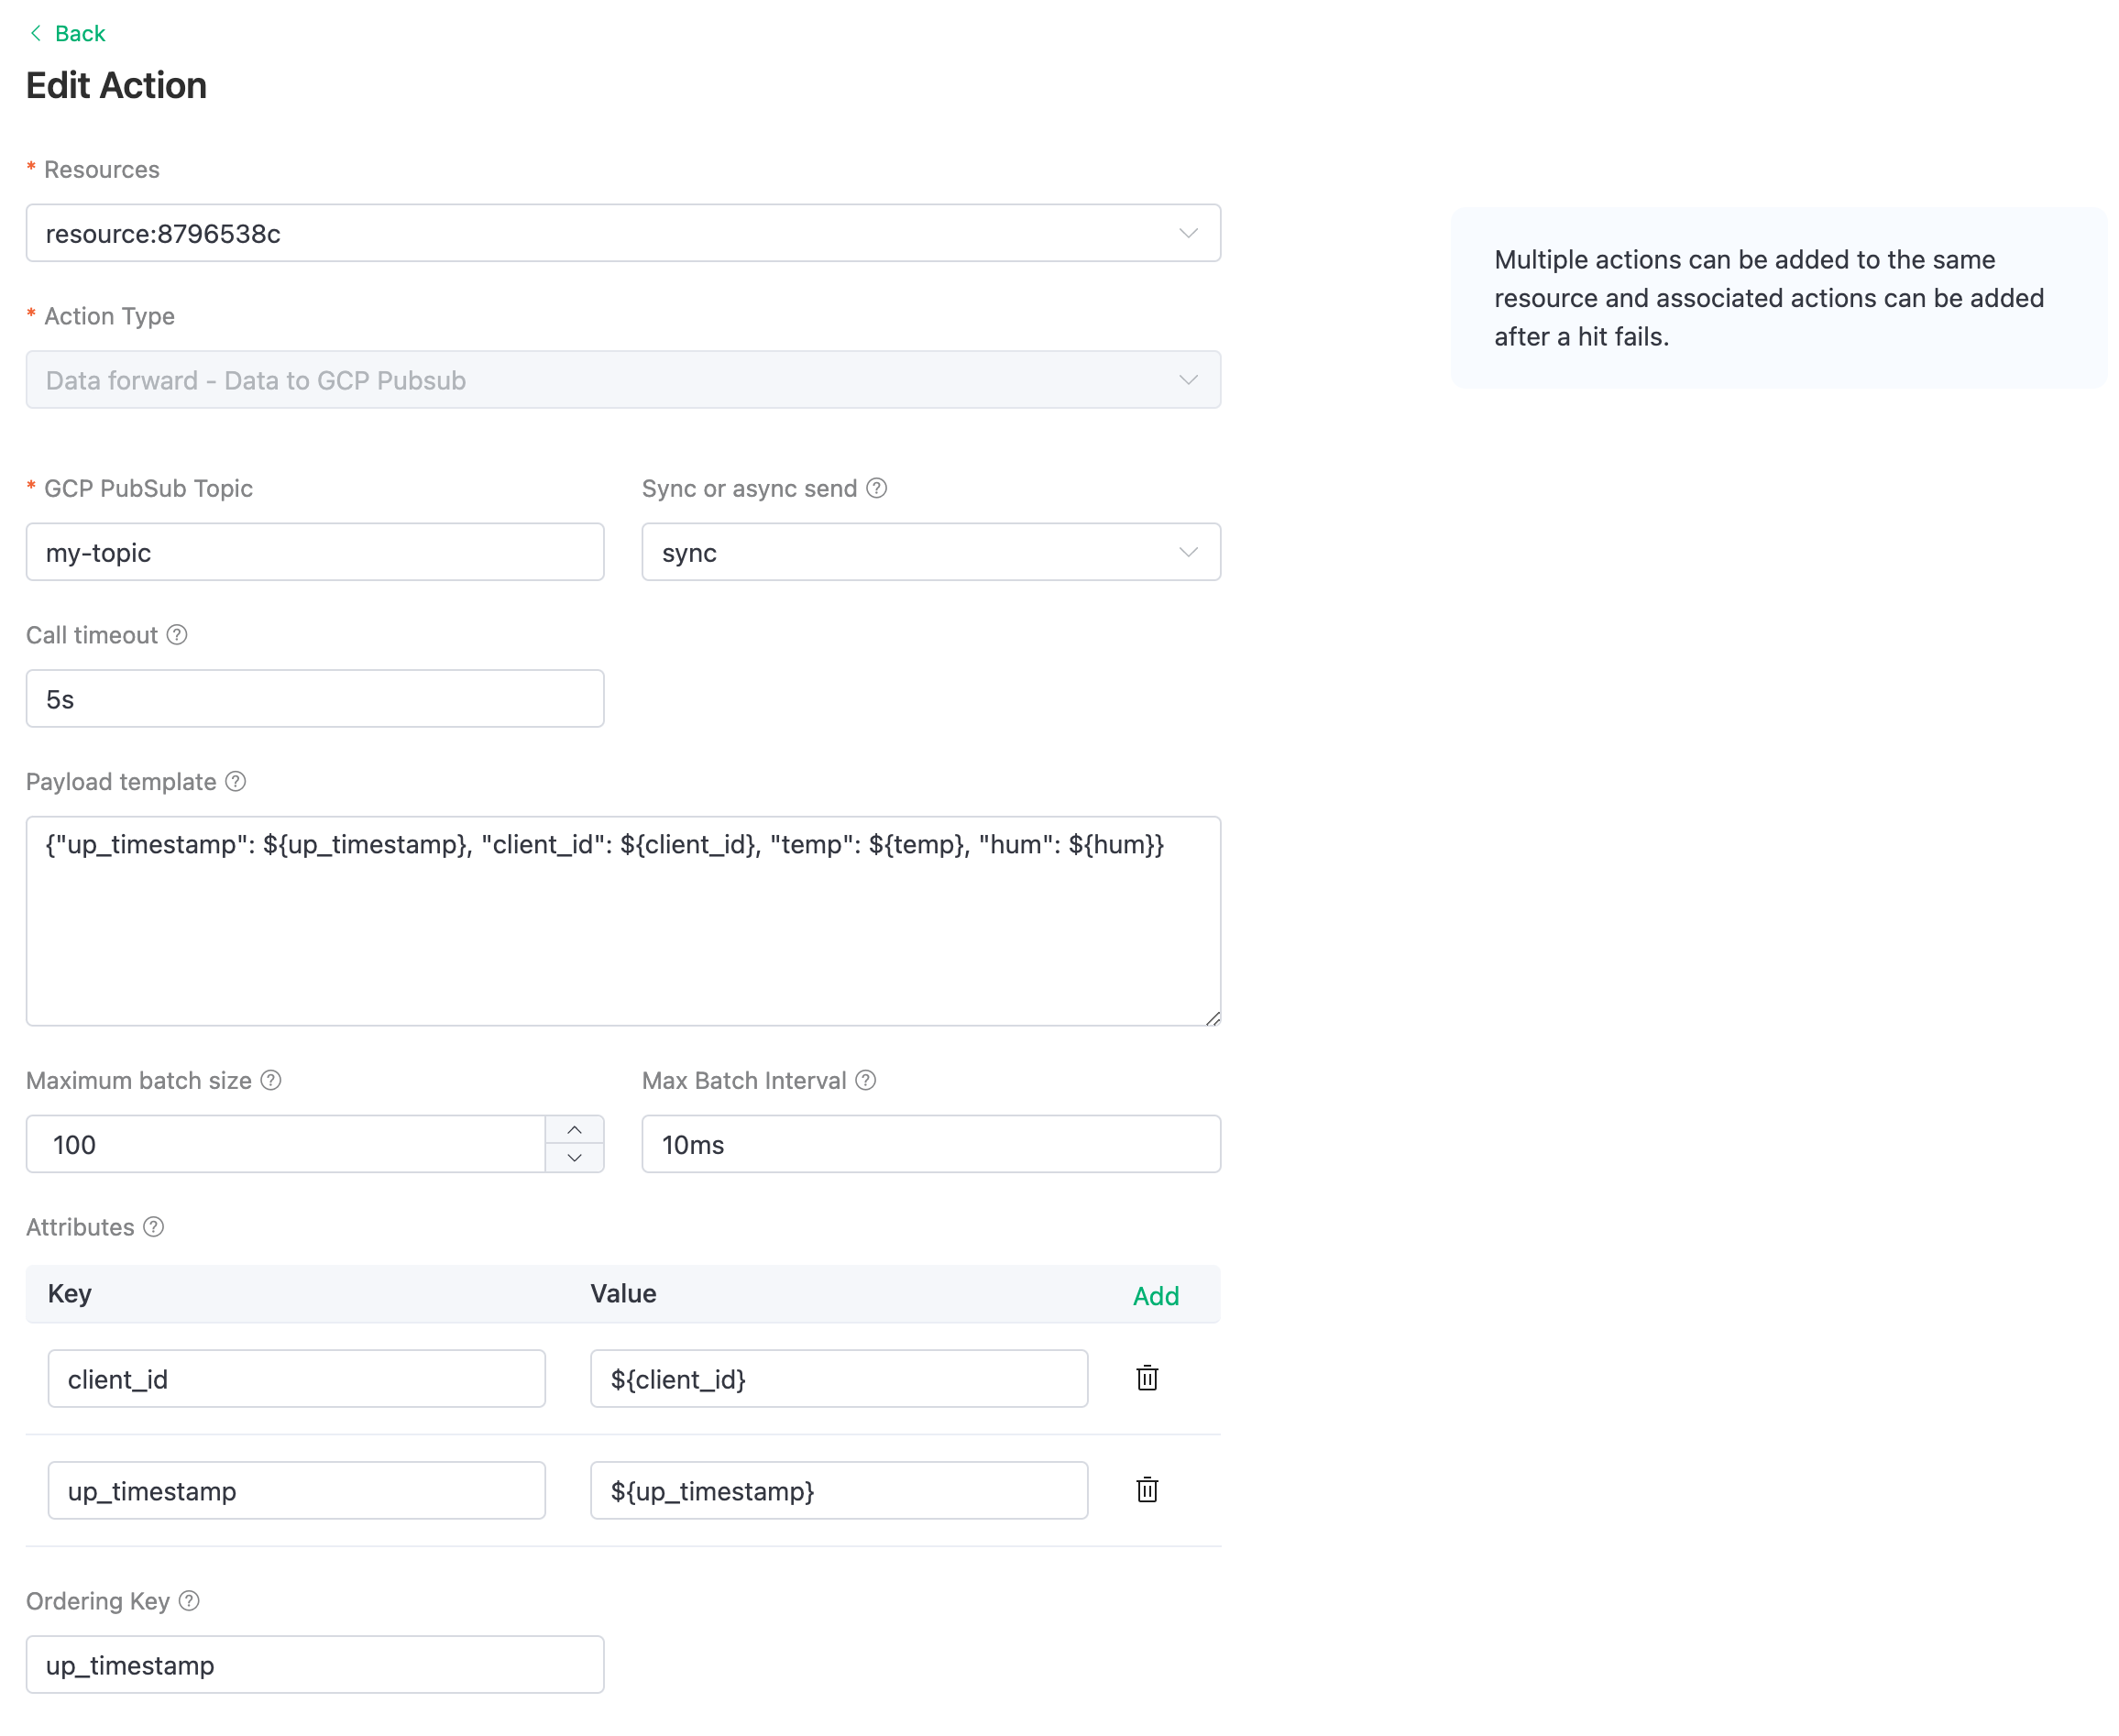 Back
Edit Action
* Resources
resource:8796538c
Multiple actions can be added to the same
resource and associated actions can be added
after a hit fails.
* Action Type
Data forward - Data to GCP Pubsub
* GCP PubSub Topic
Sync or async send
my-topic
sync
Call timeout
5s
Payload template
{"up_timestamp": ${up_timestamp}, "client_id": ${client_id}, "temp": ${temp}, "hum": ${hum}}
Maximum batch size
Max Batch Interval
100
10ms
Attributes
Key Value Add
client_id ${client_id}
up_timestamp ${up_timestamp}
Ordering Key
up_timestamp